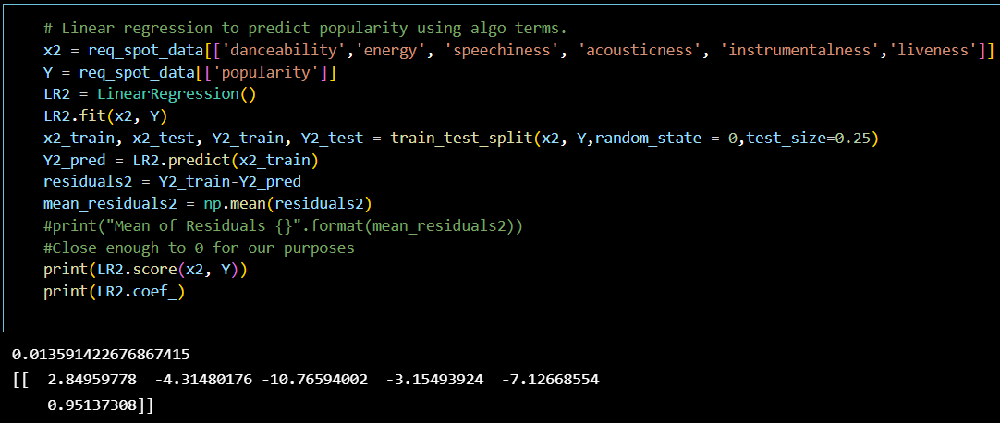 # Linear regression to predict popularity using algo terms.
x2 = req_spot_data[['danceability','energy', 'speechiness', 'acousticness', 'instrumentalness','liveness']]
Y = req_spot_data[['popularity']]
LR2 = LinearRegression()
LR2.fit(x2, Y)
x2_train, x2_test, Y2_train, Y2_test = train_test_split(x2, Y,random_state = 0,test_size=0.25)
Y2_pred = LR2.predict(x2_train)
residuals2 = Y2_train-Y2_pred
mean_residuals2 = np.mean(residuals2)
#print("Mean of Residuals {}".format(mean_residuals2))
#Close enough to 0 for our purposes
print(LR2.score(x2, Y))
print(LR2.coef_)
0.013591422676867415
[[  2.84959778  -4.31480176 -10.76594002  -3.15493924  -7.12668554
0.95137308]]